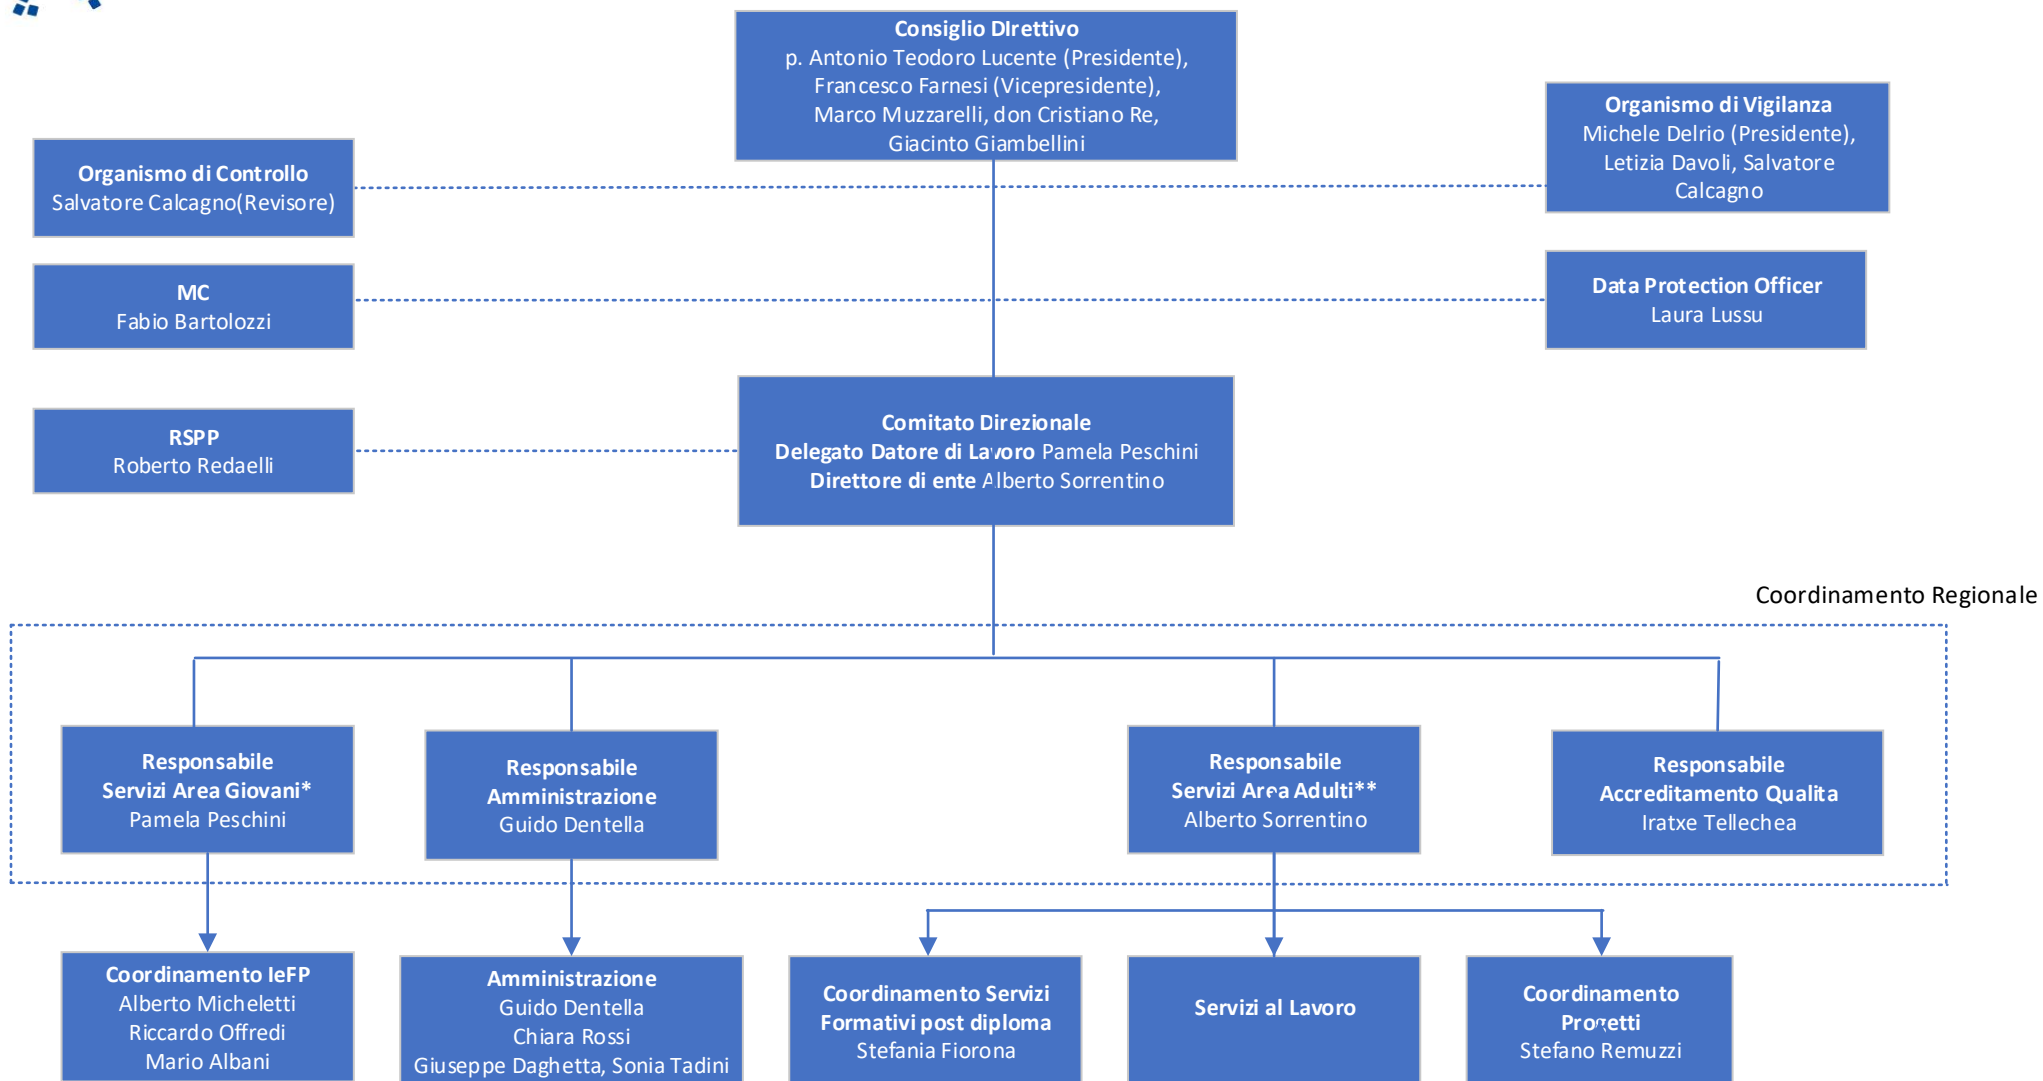 Consiglio DIrettivo
p. Antonio Teodoro Lucente (Presidente),
Francesco Farnesi (Vicepresidente),
Marco Muzzarelli, don Cristiano Re,
Giacinto Giambellini
Organismo di Vigilanza
Michele Delrio (Presidente),
Letizia Davoli, Salvatore
Calcagno
Organismo di Controllo
Salvatore Calcagno(Revisore)
MC
Fabio Bartolozzi
Data Protection Officer
Laura Lussu
Comitato Direzionale
Delegato Datore di Lavoro Pamela Peschini
Direttore di ente Alberto Sorrentino
RSPP
Roberto Redaelli
Coordinamento Regionale
Responsabile
Servizi Area Giovani*
Pamela Peschini
Responsabile
Amministrazione
Guido Dentella
Responsabile
Servizi Area Adulti**
Alberto Sorrentino
Responsabile
Accreditamento Qualita
Iratxe Tellechea
Coordinamento IeFP
Alberto Micheletti
Riccardo Offredi
Mario Albani
Amministrazione
Guido Dentella
Chiara Rossi
Giuseppe Daghetta, Sonia Tadini
Coordinamento Servizi
Formativi post diploma
Stefania Fiorona
Servizi al Lavoro
Coordinamento
Progetti
Stefano Remuzzi